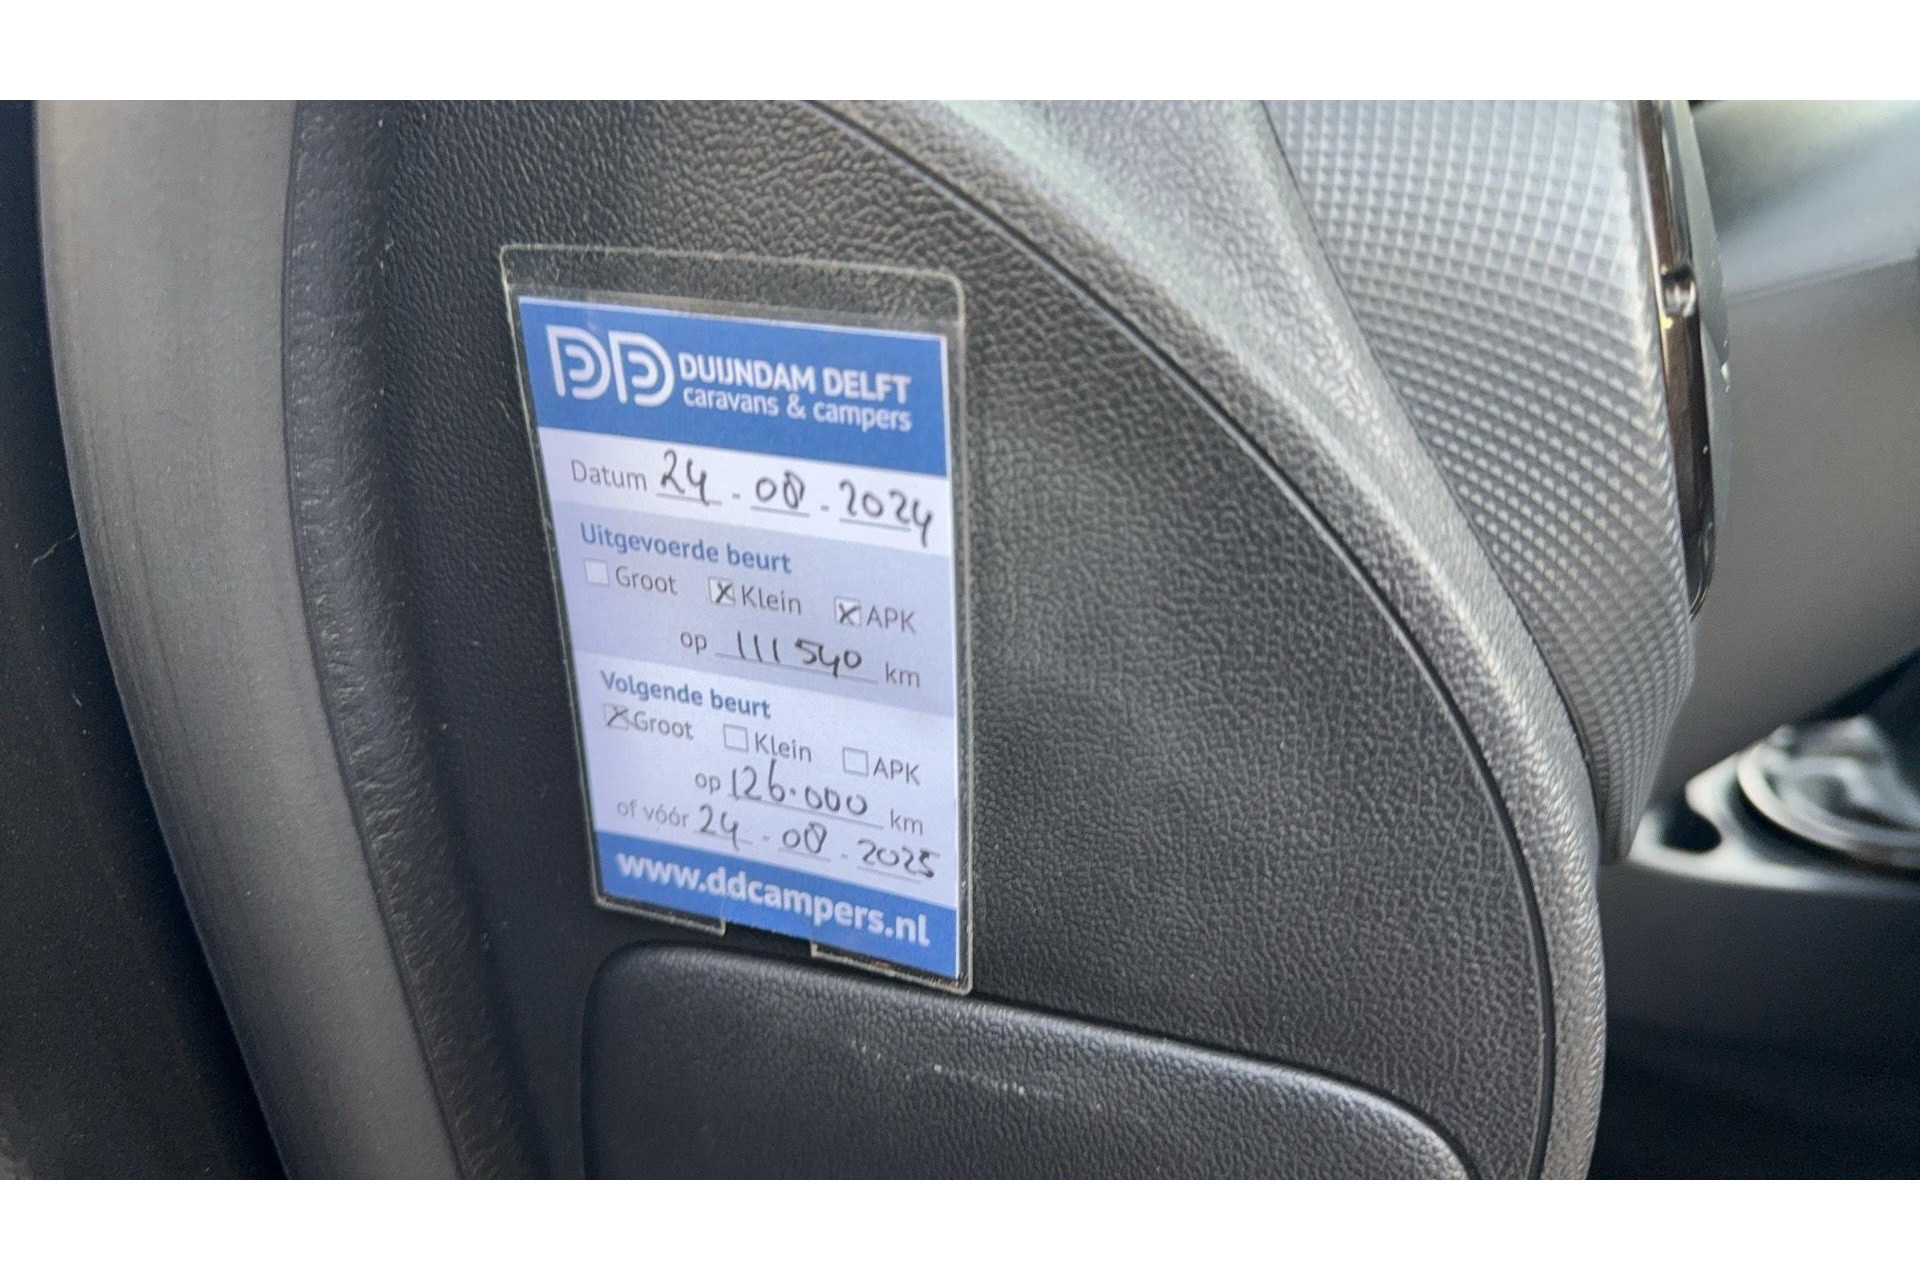 DD DUIJNDAM DELFT
caravans & campers
Datum 24 - 08 - 2024
Uitgevoerde beurt
Groot X Klein X APK
op 111 540 km
Volgende beurt
X Groot Klein APK
op 126.000 km
of vóór 24 - 08 - 2025
www.ddcampers.nl